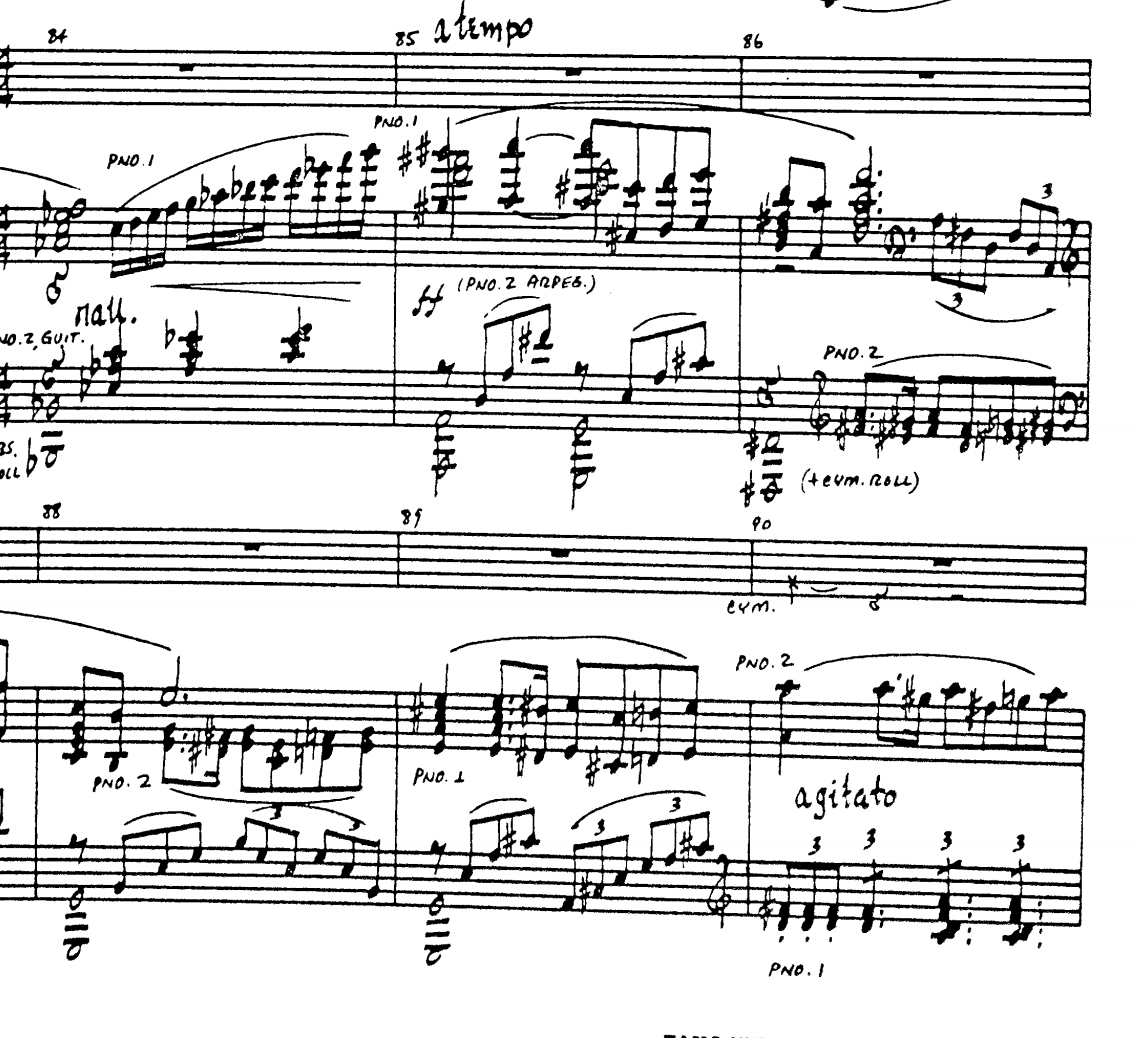 84 85 a tempo 86
PNO.1
PNO.1
3
ff (PNO.2 ARPEG.)
3
rall.
NO.2, GUIT.
PNO.2
(+CYM. ROLL)
88 89 90
CYM.
PNO.2
PNO.2 PNO.1
agitato
3 3 3 3 3 3 3 3
PNO.1